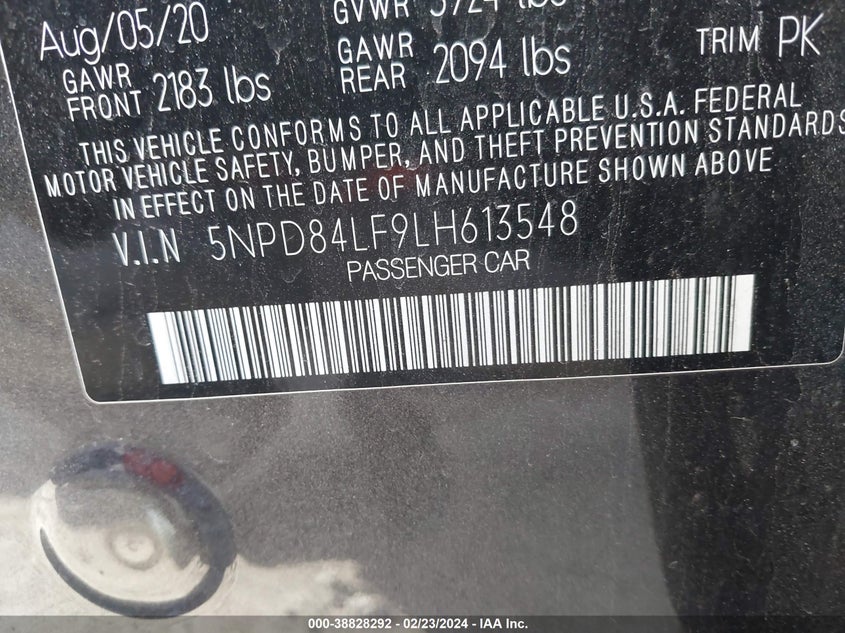 Aug/05/20 GVWR 3924 lbs
GAWR FRONT 2183 lbs GAWR REAR 2094 lbs TRIM PK
THIS VEHICLE CONFORMS TO ALL APPLICABLE U.S.A. FEDERAL
MOTOR VEHICLE SAFETY, BUMPER, AND THEFT PREVENTION STANDARDS
IN EFFECT ON THE DATE OF MANUFACTURE SHOWN ABOVE
V.I.N 5NPD84LF9LH613548
PASSENGER CAR
000-38828292 - 02/23/2024 - IAA Inc.